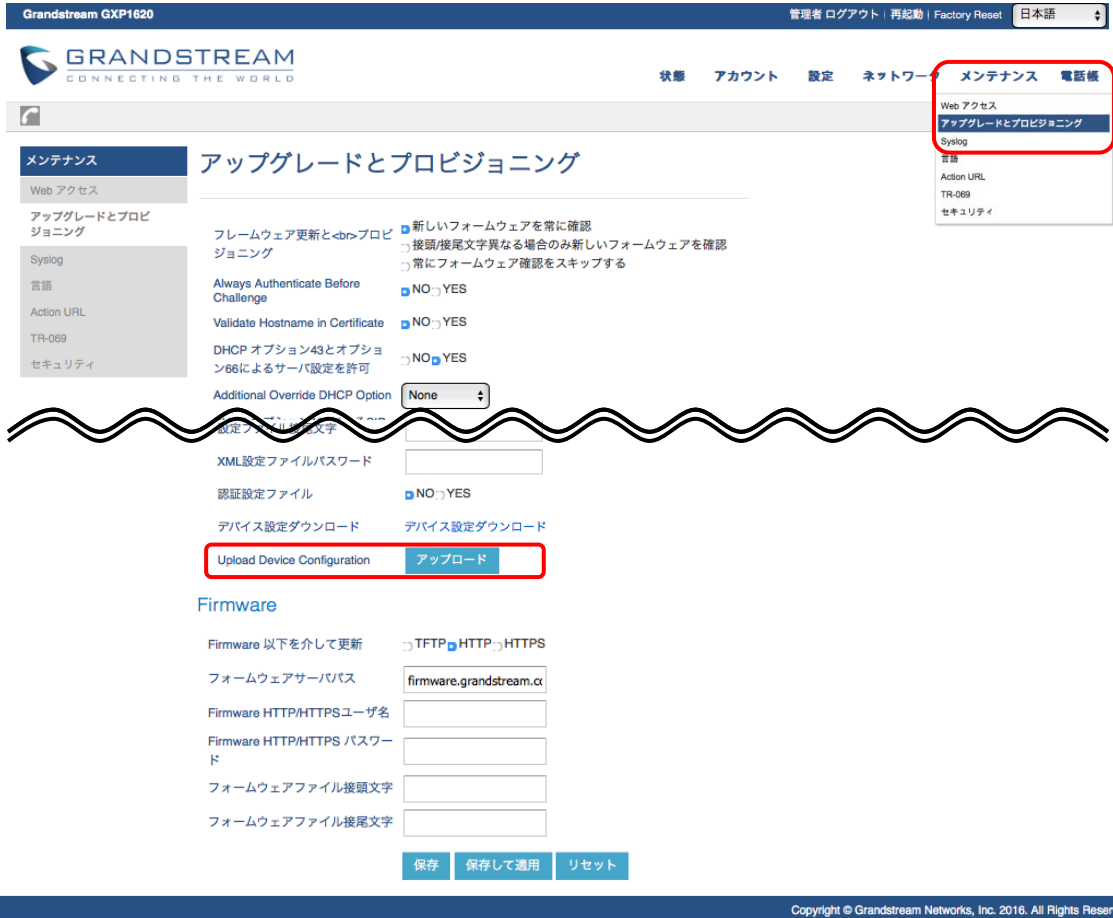 Grandstream GXP1620
管理者 ログアウト | 再起動 | Factory Reset 日本語
GRANDSTREAM
CONNECTING THE WORLD
状態 アカウント 設定 ネットワーク メンテナンス 電話帳
Web アクセス
アップグレードとプロビジョニング
Syslog
言語
Action URL
TR-069
セキュリティ
メンテナンス
Web アクセス
アップグレードとプロビ
ジョニング
Syslog
言語
Action URL
TR-069
セキュリティ
アップグレードとプロビジョニング
フレームウェア更新と<br>プロビ
ジョニング
新しいフォームウェアを常に確認
接頭/接尾文字異なる場合のみ新しいフォームウェアを確認
常にフォームウェア確認をスキップする
Always Authenticate Before
Challenge
NO YES
Validate Hostname in Certificate
NO YES
DHCP オプション43とオプショ
ン66によるサーバ設定を許可
NO YES
Additional Override DHCP Option
None
設定ファイル接尾文字
XML設定ファイルパスワード
認証設定ファイル
NO YES
デバイス設定ダウンロード
デバイス設定ダウンロード
Upload Device Configuration
アップロード
Firmware
Firmware 以下を介して更新
TFTP HTTP HTTPS
フォームウェアサーバパス
firmware.grandstream.co
Firmware HTTP/HTTPSユーザ名
Firmware HTTP/HTTPS パスワー
ド
フォームウェアファイル接頭文字
フォームウェアファイル接尾文字
保存 保存して適用 リセット
Copyright © Grandstream Networks, Inc. 2016. All Rights Reser